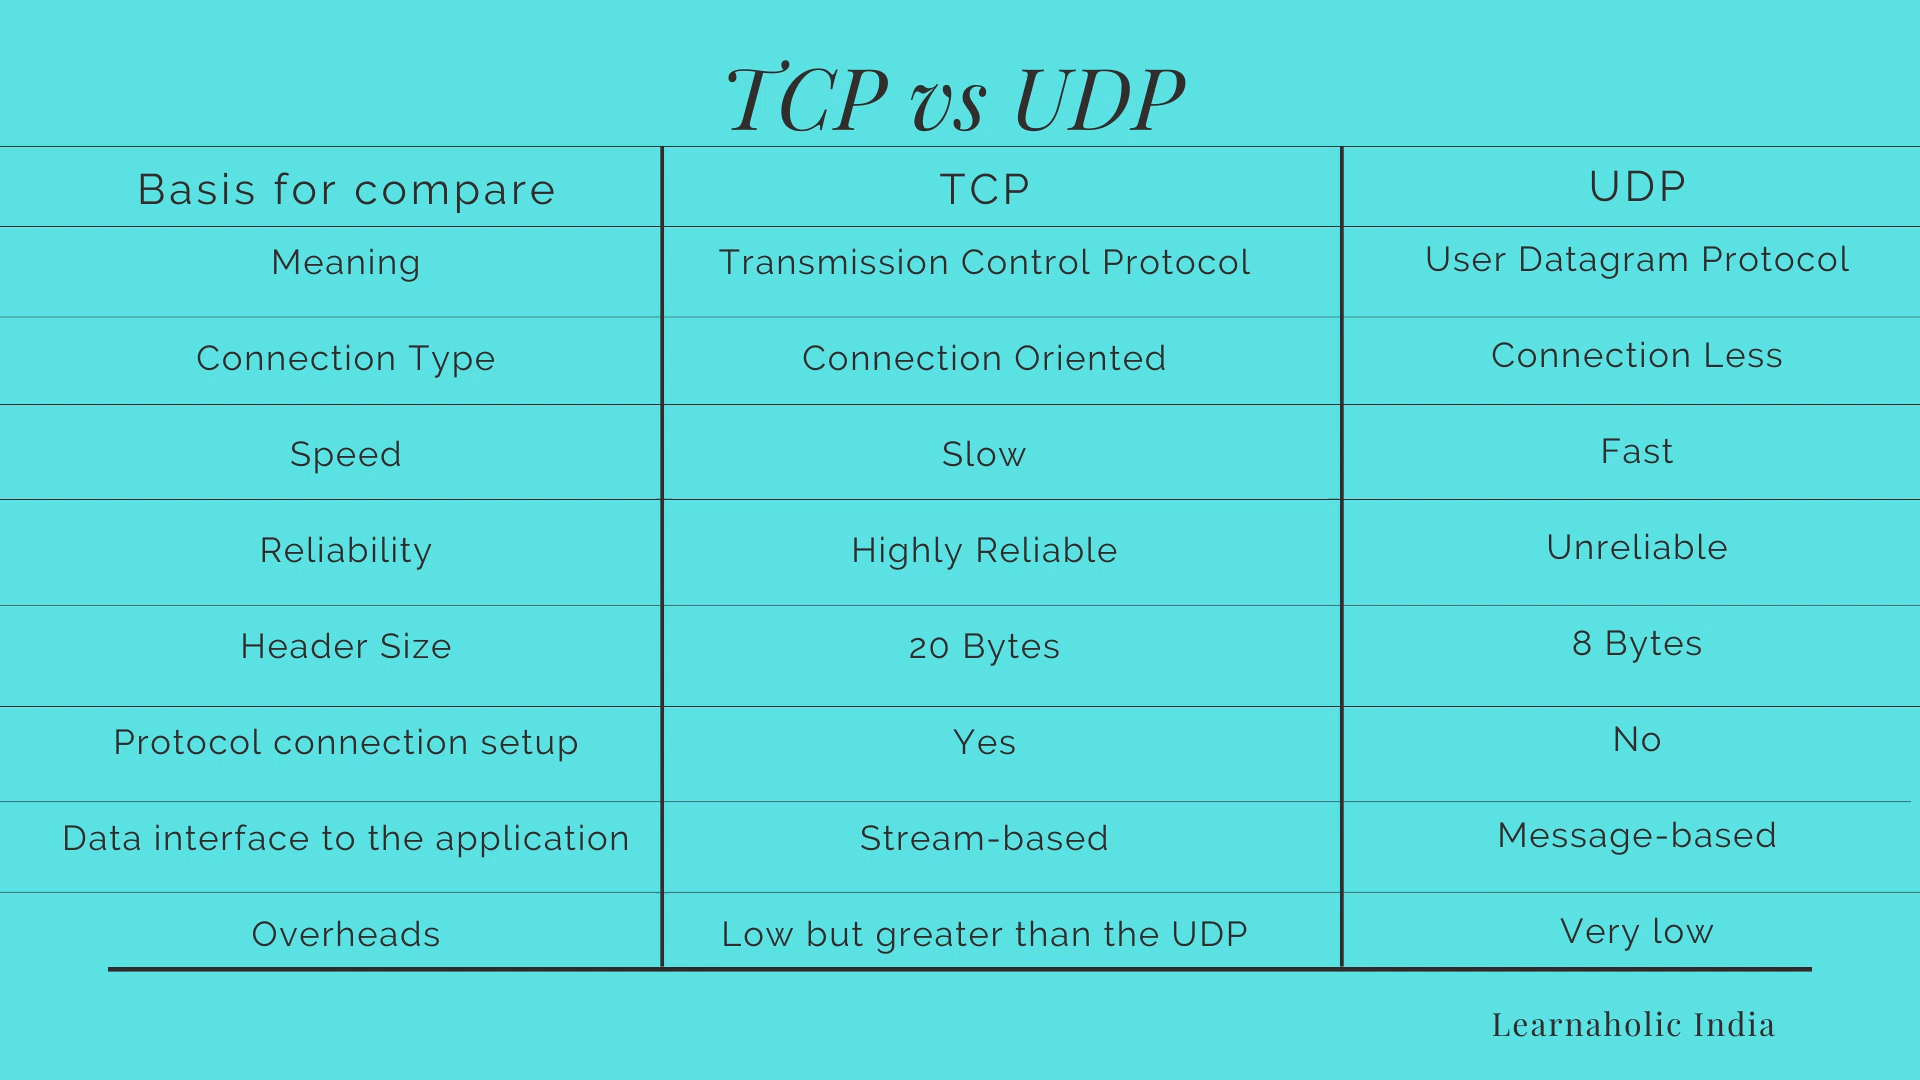 TCP vs UDP
Basis for compare TCP UDP
Meaning Transmission Control Protocol User Datagram Protocol
Connection Type Connection Oriented Connection Less
Speed Slow Fast
Reliability Highly Reliable Unreliable
Header Size 20 Bytes 8 Bytes
Protocol connection setup Yes No
Data interface to the application Stream-based Message-based
Overheads Low but greater than the UDP Very low
Learnaholic India